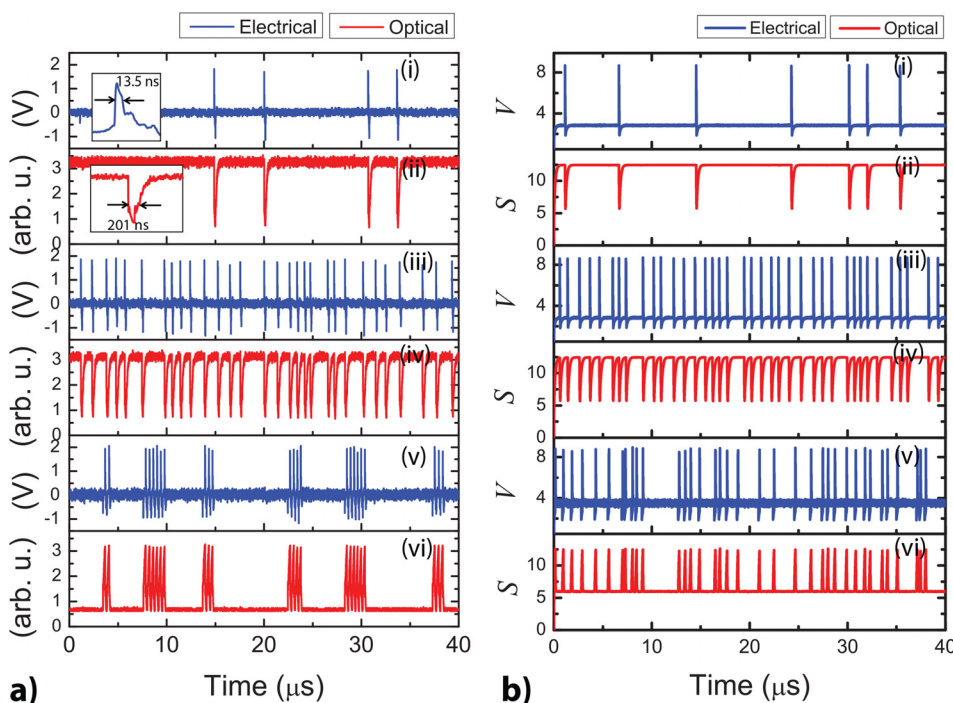 Electrical Optical
(i)
2
1
0
-1
(V)
13.5 ns
(ii)
3
2
1
(arb. u.)
201 ns
(iii)
2
1
0
-1
(V)
(iv)
3
2
1
0
(arb. u.)
(v)
2
1
0
-1
(V)
(vi)
3
2
1
0
(arb. u.)
0 10 20 30 40
Time (μs)
a)
Electrical Optical
(i)
8
4
V
(ii)
10
5
0
S
(iii)
8
4
V
(iv)
10
5
0
S
(v)
8
4
V
(vi)
10
5
0
S
0 10 20 30 40
Time (μs)
b)